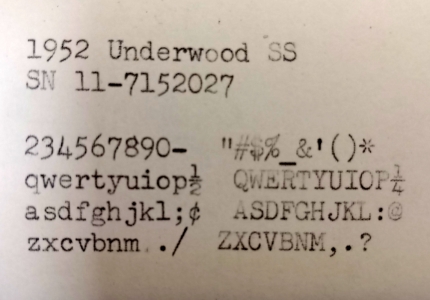 1952 Underwood SS
SN 11-7152027
234567890- "#$%_&'()*
qwertyuiop½ QWERTYUIOP¼
asdfghjkl;¢ ASDFGHJKL:@
zxcvbnm,./ ZXCVBNM,.?